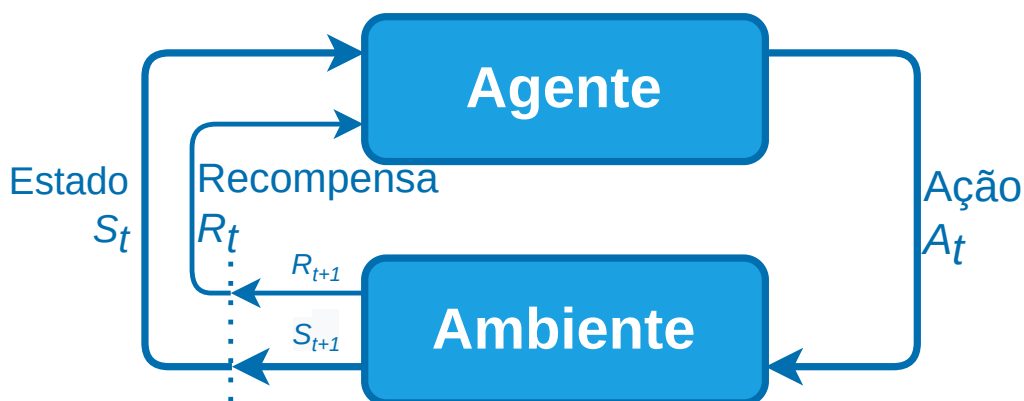 Agente
Estado
S_t
Recompensa
R_t
Ação
A_t
R_{t+1}
S_{t+1}
Ambiente